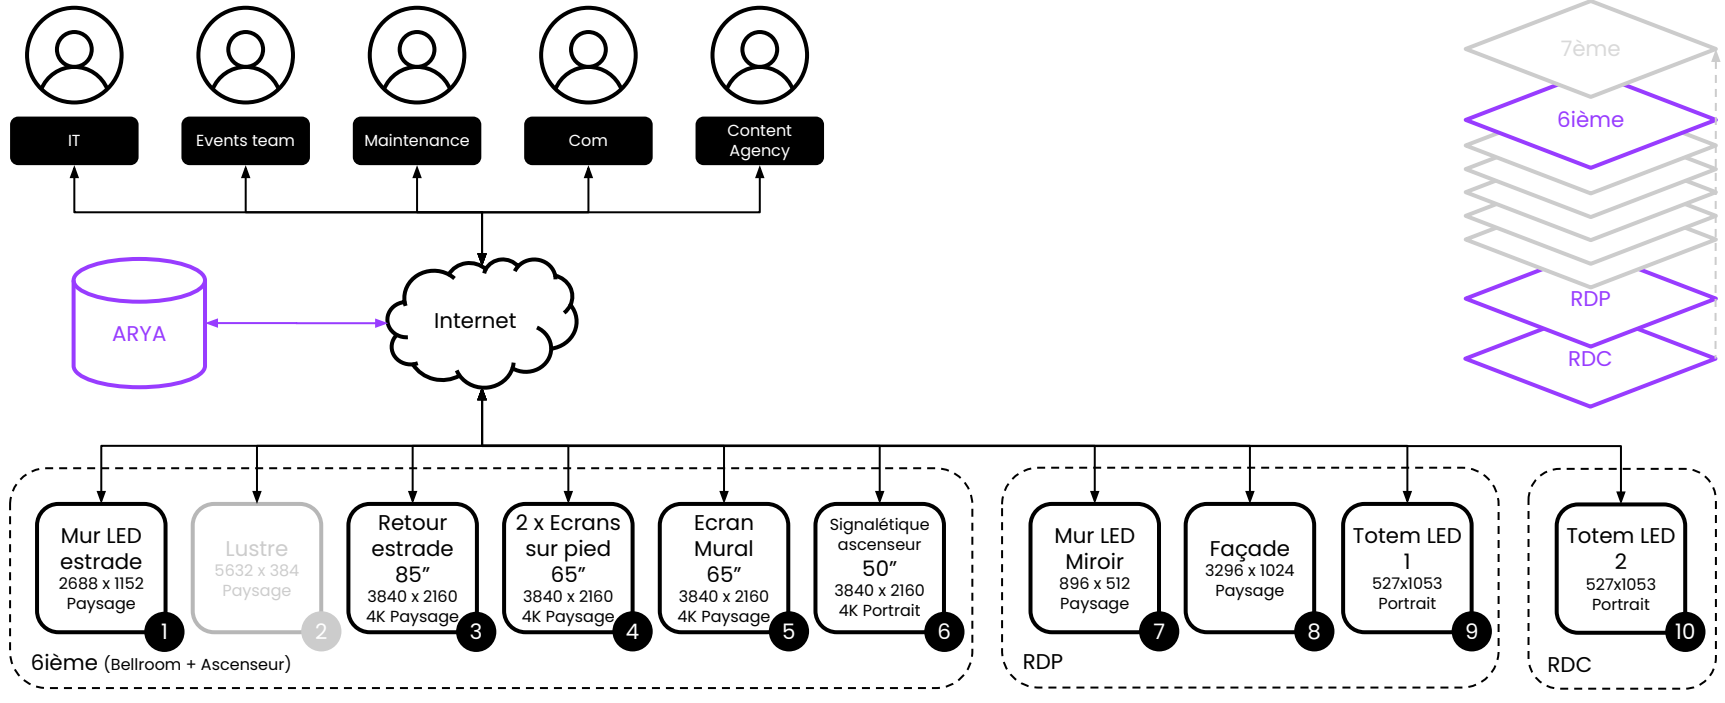 IT
Events team
Maintenance
Com
Content
Agency
7ème
6ième
RDP
RDC
ARYA
Internet
Mur LED
estrade
2688 x 1152
Paysage
1
Lustre
5632 x 384
Paysage
2
Retour
estrade
85”
3840 x 2160
4K Paysage
3
2 x Ecrans
sur pied
65”
3840 x 2160
4K Paysage
4
Ecran
Mural
65”
3840 x 2160
4K Paysage
5
Signalétique
ascenseur
50”
3840 x 2160
4K Portrait
6
6ième (Bellroom + Ascenseur)
Mur LED
Miroir
896 x 512
Paysage
7
Façade
3296 x 1024
Paysage
8
Totem LED
1
527x1053
Portrait
9
RDP
Totem LED
2
527x1053
Portrait
10
RDC